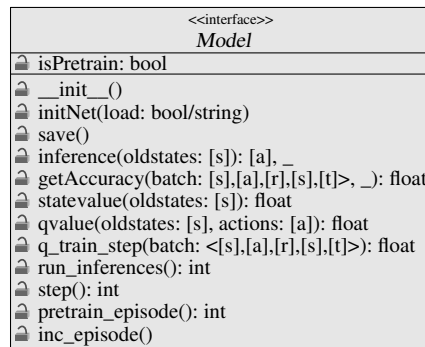 <<interface>>
Model
isPretrain: bool
__init__()
initNet(load: bool/string)
save()
inference(oldstates: [s]): [a], _
getAccuracy(batch: [s],[a],[r],[s],[t]>, _): float
statevalue(oldstates: [s]): float
qvalue(oldstates: [s], actions: [a]): float
q_train_step(batch: <[s],[a],[r],[s],[t]>): float
run_inferences(): int
step(): int
pretrain_episode(): int
inc_episode()